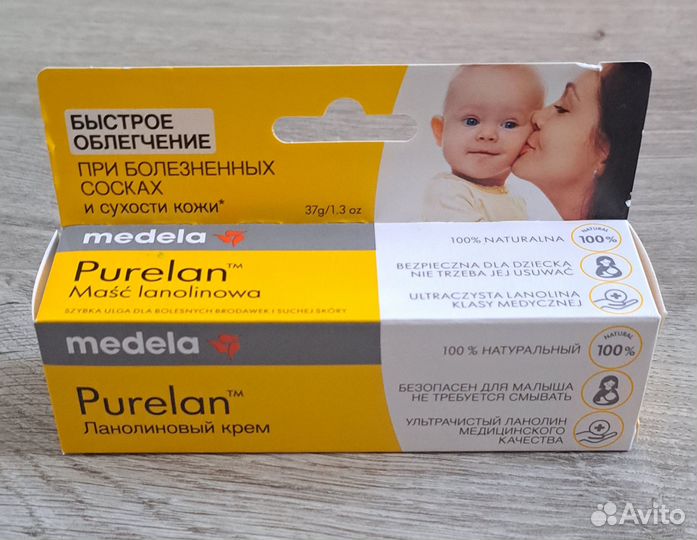 БЫСТРОЕ
ОБЛЕГЧЕНИЕ
ПРИ БОЛЕЗНЕННЫХ
СОСКАХ
И СУХОСТИ КОЖИ*
37g/1.3 oz
medela
Purelan™
Maść lanolinowa
SZYBKA ULGA DLA BOLESNYCH BRODAWEK I SUCHEJ SKÓRY
100% NATURALNA
NATURAL
100%
BEZPIECZNA DLA DZIECKA
NIE TRZEBA JEJ USUWAĆ
ULTRACZYSTA LANOLINA
KLASY MEDYCZNEJ
medela
Purelan™
Ланолиновый крем
100% НАТУРАЛЬНЫЙ
NATURAL
100%
БЕЗОПАСЕН ДЛЯ МАЛЫША
НЕ ТРЕБУЕТСЯ СМЫВАТЬ
УЛЬТРАЧИСТЫЙ ЛАНОЛИН
МЕДИЦИНСКОГО
КАЧЕСТВА
Avito